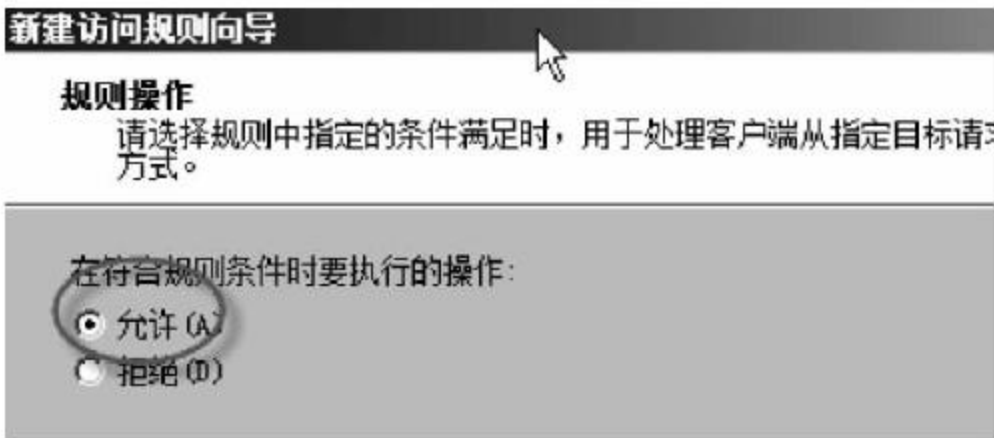 新建访问规则向导
规则操作
请选择规则中指定的条件满足时，用于处理客户端从指定目标请求
方式。
在符合规则条件时要执行的操作:
允许(A)
拒绝(D)